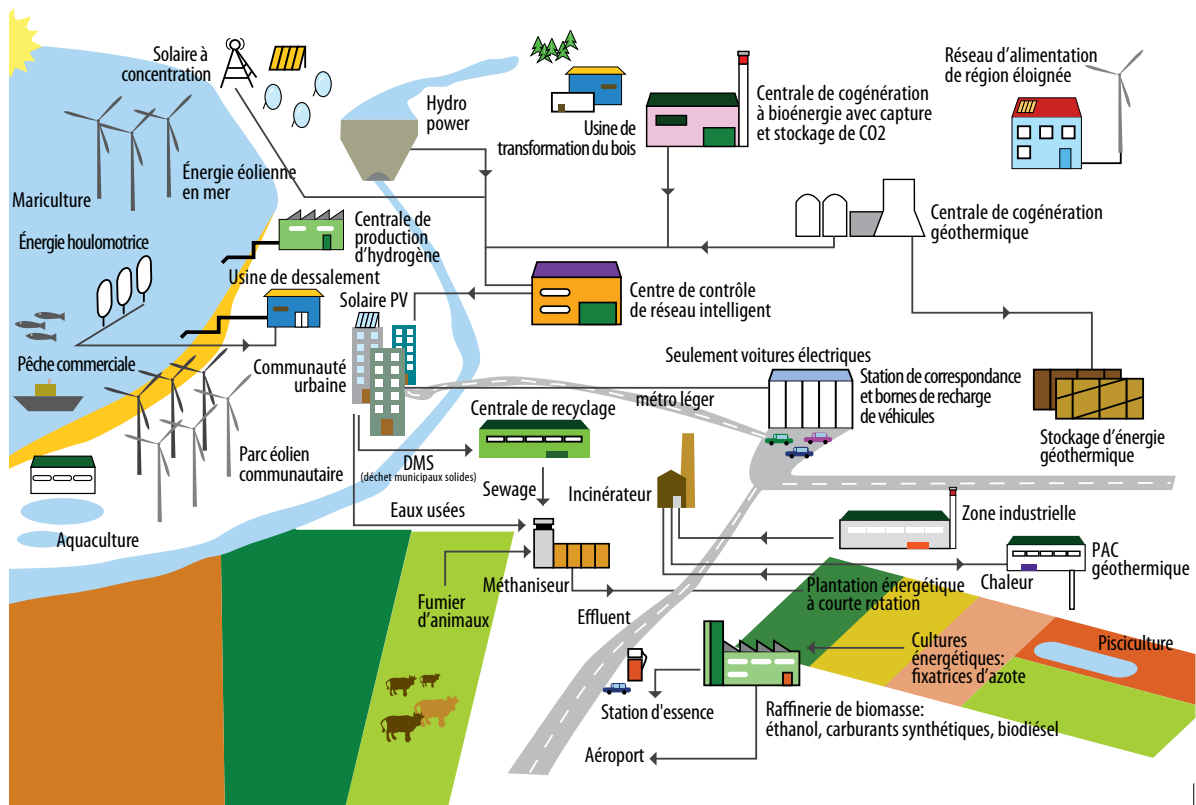 Solaire à
concentration
Hydro
power
Usine de
transformation du bois
Centrale de cogénération
à bioénergie avec capture
et stockage de CO2
Réseau d'alimentation
de région éloignée
Énergie éolienne
en mer
Mariculture
Centrale de
production
d'hydrogène
Centrale de cogénération
géothermique
Énergie houlomotrice
Usine de dessalement
Solaire PV
Centre de contrôle
de réseau intelligent
Pêche commerciale
Communauté
urbaine
Seulement voitures électriques
Station de correspondance
et bornes de recharge
de véhicules
métro léger
Centrale de recyclage
Stockage d'énergie
géothermique
Parc éolien
communautaire
DMS
(déchet municipaux solides)
Sewage
Incinérateur
Eaux usées
Zone industrielle
Aquaculture
PAC
géothermique
Chaleur
Méthaniseur
Plantation énergétique
à courte rotation
Fumier
d'animaux
Effluent
Cultures
énergétiques:
fixatrices d'azote
Pisciculture
Station d'essence
Raffinerie de biomasse:
éthanol, carburants synthétiques, biodiésel
Aéroport